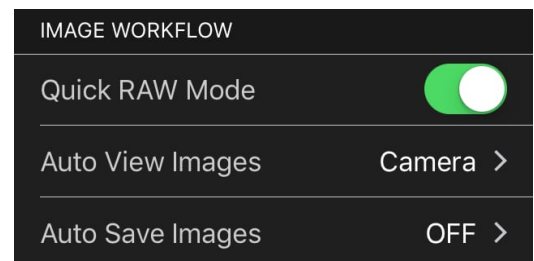 IMAGE WORKFLOW
Quick RAW Mode
Auto View Images Camera >
Auto Save Images OFF >